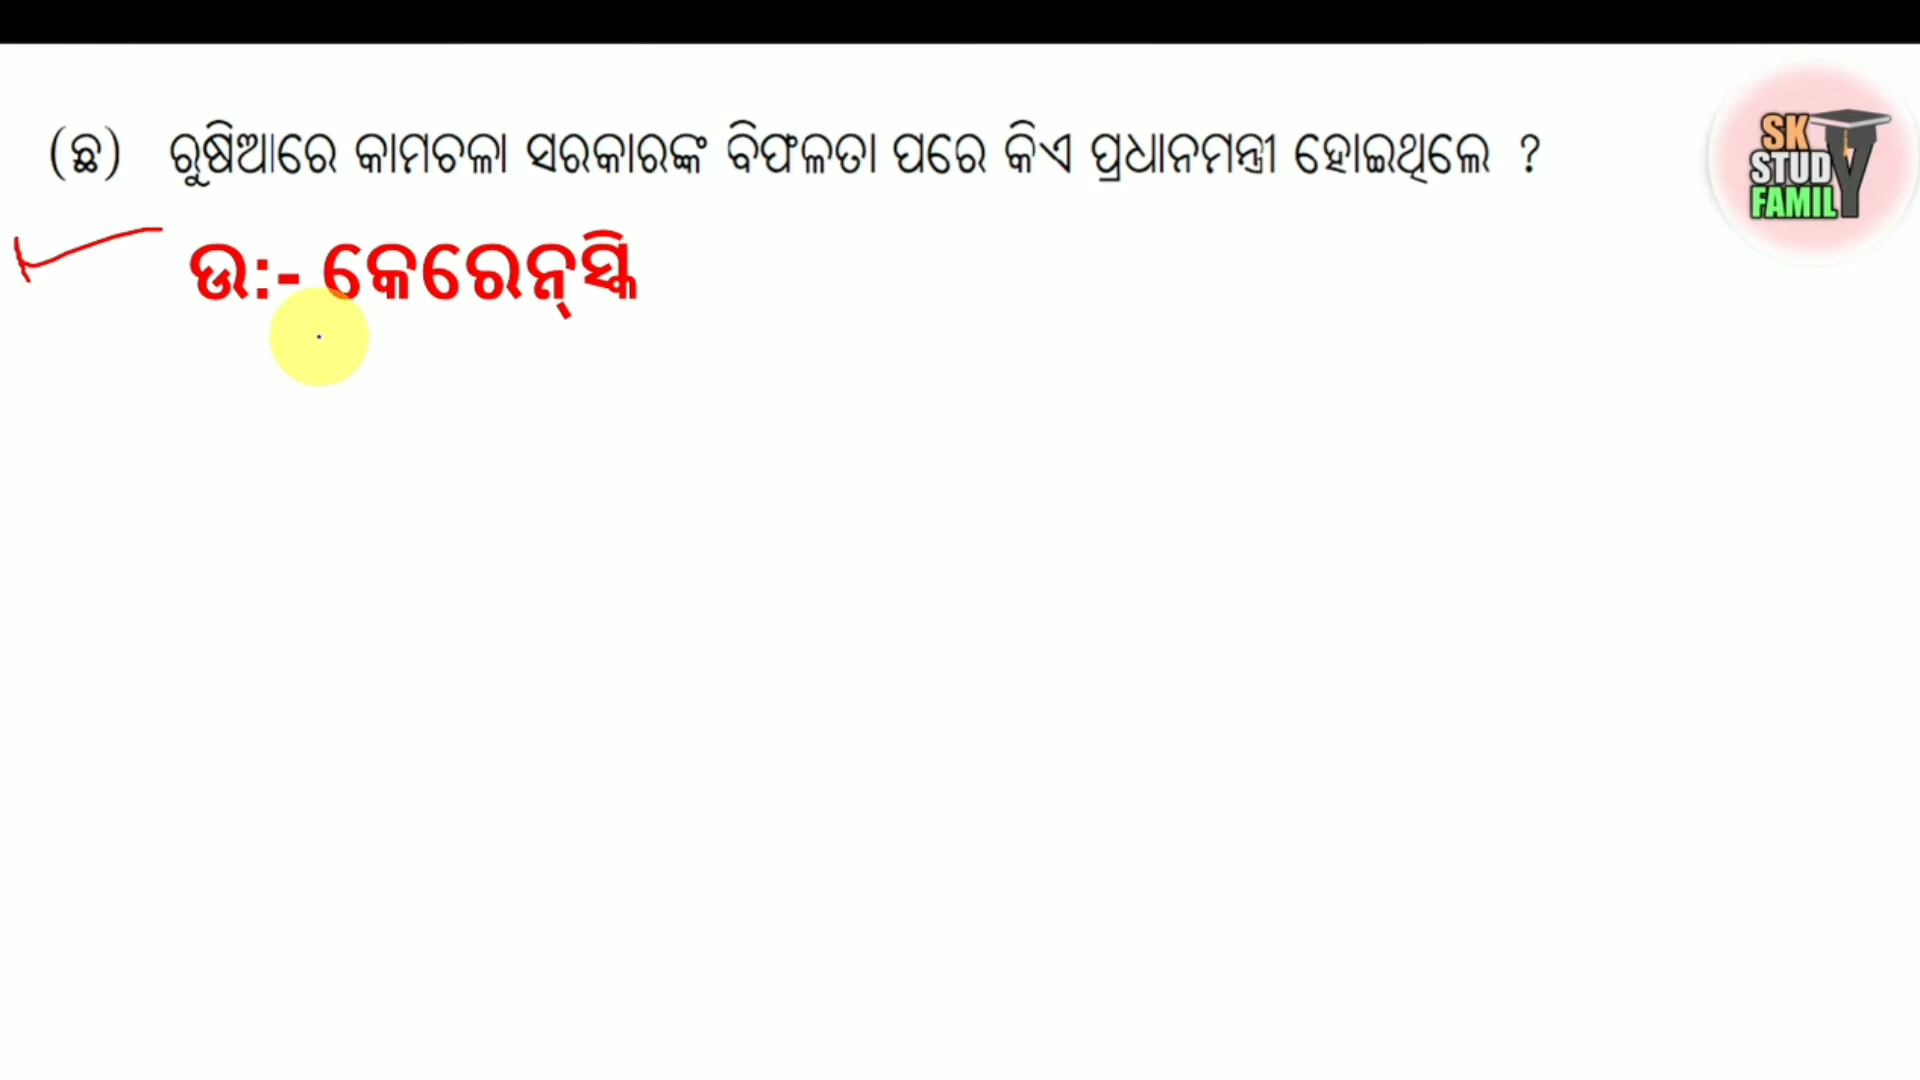 (ଛ) ରୁଷିଆରେ କାମଚଳା ସରକାରଙ୍କ ବିଫଳତା ପରେ କିଏ ପ୍ରଧାନମନ୍ତ୍ରୀ ହୋଇଥିଲେ ?
ଉ:- କେରେନ୍‌ସ୍କି
SK
STUDY
FAMILY